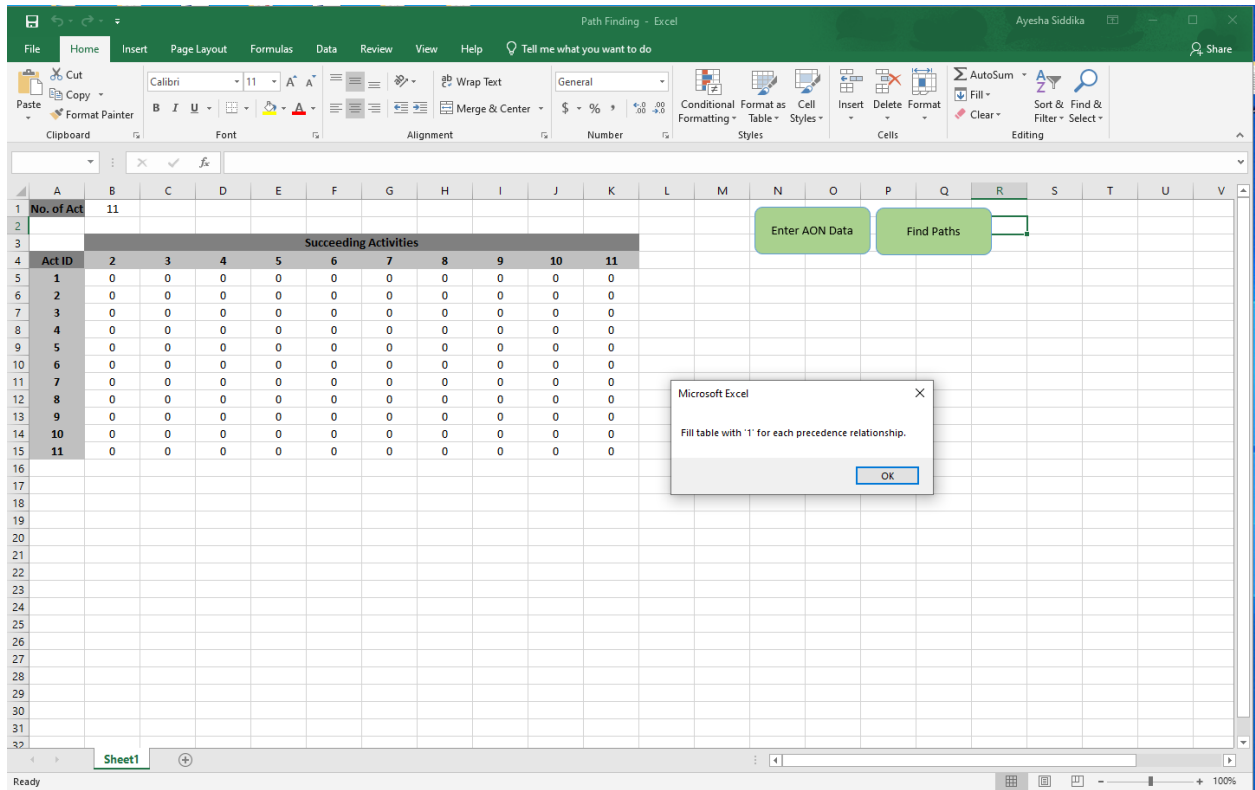 Path Finding - Excel
Ayesha Siddika
File Home Insert Page Layout Formulas Data Review View Help Tell me what you want to do
Share
Paste
Cut
Copy
Format Painter
Clipboard
Calibri 11 A A
B I U A
Font
ab Wrap Text
Merge & Center
Alignment
General
$ % , .0 .00 .00 .0
Number
Conditional Formatting
Format as Table
Cell Styles
Styles
Insert Delete Format
Cells
AutoSum
Fill
Clear
Sort & Filter
Find & Select
Editing
fx
A B C D E F G H I J K L M N O P Q R S T U V
1 No. of Act 11
2
Enter AON Data
Find Paths
3 Succeeding Activities
4 Act ID 2 3 4 5 6 7 8 9 10 11
5 1 0 0 0 0 0 0 0 0 0 0
6 2 0 0 0 0 0 0 0 0 0 0
7 3 0 0 0 0 0 0 0 0 0 0
8 4 0 0 0 0 0 0 0 0 0 0
9 5 0 0 0 0 0 0 0 0 0 0
10 6 0 0 0 0 0 0 0 0 0 0
11 7 0 0 0 0 0 0 0 0 0 0
12 8 0 0 0 0 0 0 0 0 0 0
13 9 0 0 0 0 0 0 0 0 0 0
14 10 0 0 0 0 0 0 0 0 0 0
15 11 0 0 0 0 0 0 0 0 0 0
Microsoft Excel
Fill table with '1' for each precedence relationship.
OK
16
17
18
19
20
21
22
23
24
25
26
27
28
29
30
31
32
Sheet1
Ready
100%